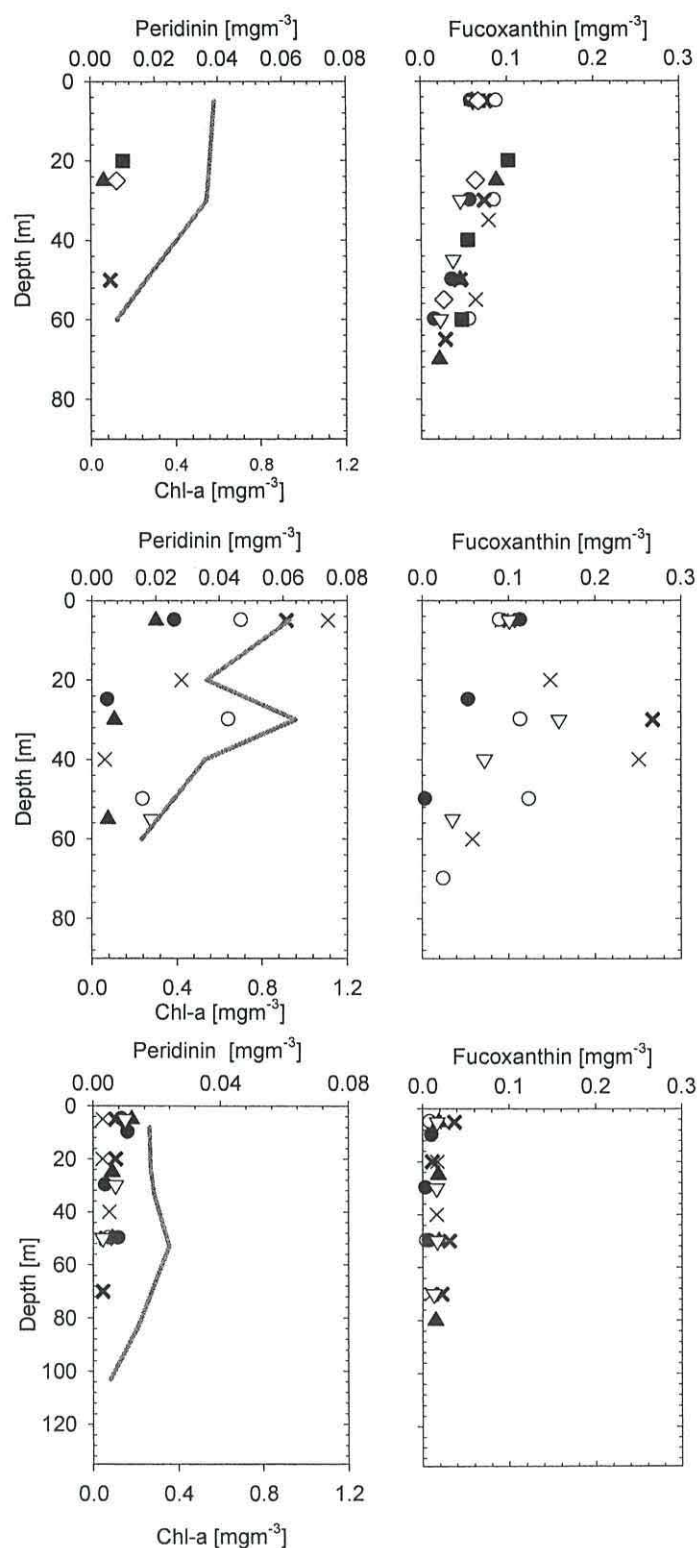 Peridinin [mgm-3]
Fucoxanthin [mgm-3]
0.00 0.02 0.04 0.06 0.08
0.0 0.1 0.2 0.3
0
20
40
60
80
Depth [m]
0.0 0.4 0.8 1.2
Chl-a [mgm-3]
Peridinin [mgm-3]
Fucoxanthin [mgm-3]
0.00 0.02 0.04 0.06 0.08
0.0 0.1 0.2 0.3
0
20
40
60
80
Depth [m]
0.0 0.4 0.8 1.2
Chl-a [mgm-3]
Peridinin [mgm-3]
Fucoxanthin [mgm-3]
0.00 0.02 0.04 0.06 0.08
0.0 0.1 0.2 0.3
0
20
40
60
80
100
120
Depth [m]
0.0 0.4 0.8 1.2
Chl-a [mgm-3]